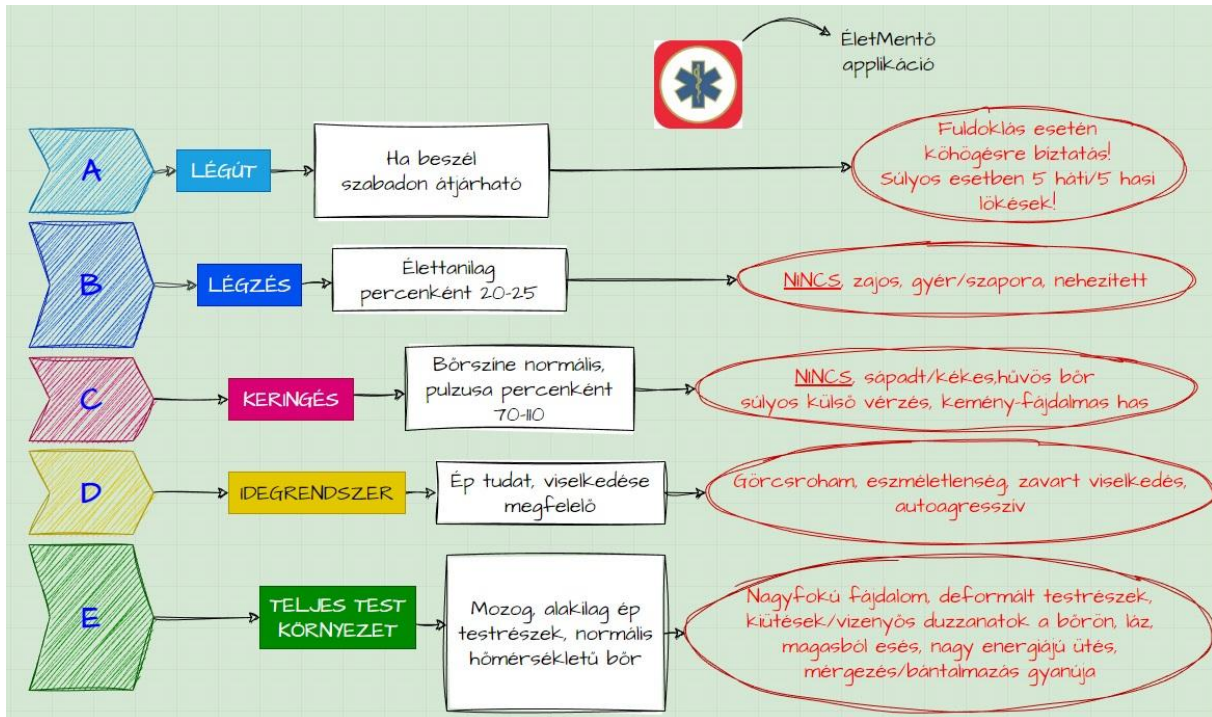 ÉletMentő
applikáció
A
LÉGÚT
Ha beszél
szabadon átjárható
Fuldoklás esetén
köhögésre biztatás!
Súlyos esetben 5 háti/5 hasi
lökések!
B
LÉGZÉS
Élettanilag
percenként 20-25
NINCS, zajos, gyér/szapora, nehezített
C
KERINGÉS
Bőrszíne normális,
pulzusa percenként
70-110
NINCS, sápadt/kékes,hűvös bőr
súlyos külső vérzés, kemény-fájdalmas has
D
IDEGRENDSZER
Ép tudat, viselkedése
megfelelő
Görcsroham, eszméletlenség, zavart viselkedés,
autoagresszív
E
TELJES TEST
KÖRNYEZET
Mozog, alakilag ép
testrészek, normális
hőmérsékletű bőr
Nagyfokú fájdalom, deformált testrészek,
kiütések/vizenyős duzzanatok a bőrön, láz,
magasból esés, nagy energiájú ütés,
mérgezés/bántalmazás gyanúja